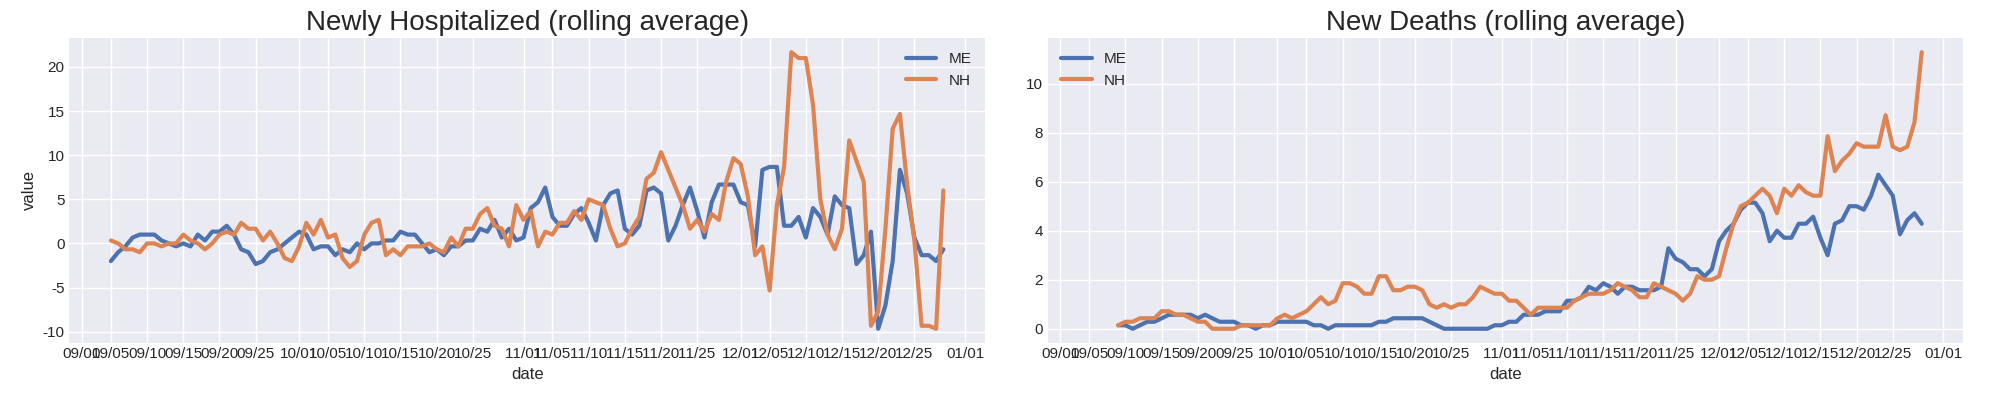 Newly Hospitalized (rolling average)
ME
NH
20
15
10
5
0
-5
-10
value
09/01 09/05 09/10 09/15 09/20 09/25 10/01 10/05 10/10 10/15 10/20 10/25 11/01 11/05 11/10 11/15 11/20 11/25 12/01 12/05 12/10 12/15 12/20 12/25 01/01
date
New Deaths (rolling average)
ME
NH
10
8
6
4
2
0
09/01 09/05 09/10 09/15 09/20 09/25 10/01 10/05 10/10 10/15 10/20 10/25 11/01 11/05 11/10 11/15 11/20 11/25 12/01 12/05 12/10 12/15 12/20 12/25 01/01
date